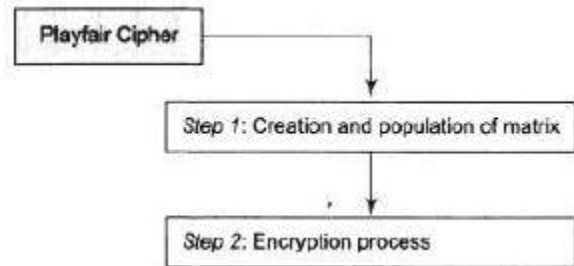 Playfair Cipher
Step 1: Creation and population of matrix
Step 2: Encryption process